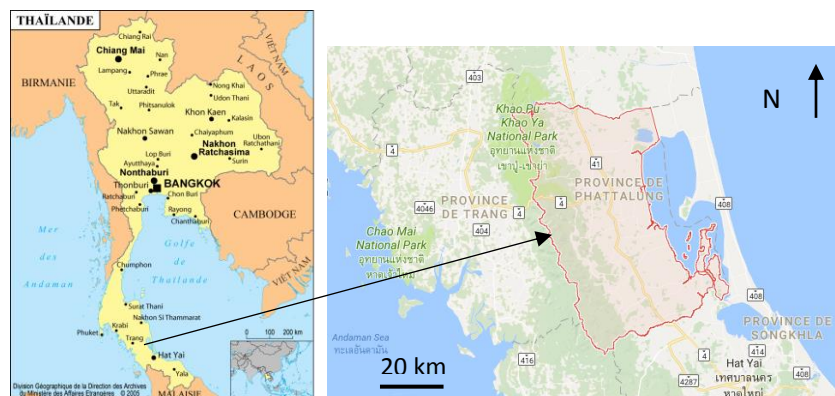 THAÏLANDE
Chiang Rai
Chiang Mai
Nan
Lampang
Phrae
Uttaradit
BIRMANIE
LAOS
VIÊTNAM
Nong Khai
Udon Thani
Tak
Phitsanulok
Khon Kaen
Kalasin
Nakhon Sawan
Chaiyaphum
Ubon
Ratchathani
Lop Buri
Nakhon
Ratchasima
Surin
Ayutthaya
Nonthaburi
Thonburi
BANGKOK
Ratchaburi
Chon Buri
Phetchaburi
Rayong
Chanthaburi
CAMBODGE
Mer
des
Andaman
Golfe
de
Thaïlande
VIÊTNAM
Chumphon
Surat Thani
Nakhon Si Thammarat
Phuket
Krabi
Trang
Hat Yai
Yala
MALAISIE
0 100 200 km
Division Géographique de la Direction des Archives
du Ministère des Affaires Etrangères © 2005
N
403
Khao Pu -
Khao Ya
National Park
อุทยานแห่งชาติ
เขาปู่-เขาย่า
4
41
PROVINCE
DE TRANG
PROVINCE DE
PHATTALUNG
4046
4
4
408
404
Chao Mai
National Park
อุทยานแห่งชาติ
หาดเจ้าไหม
408
408
Andaman Sea
ทะเลอันดามัน
PROVINCE DE
SONGKHLA
20 km
416
4
414
Hat Yai
เทศบาลนคร
หาดใหญ่
4287
408